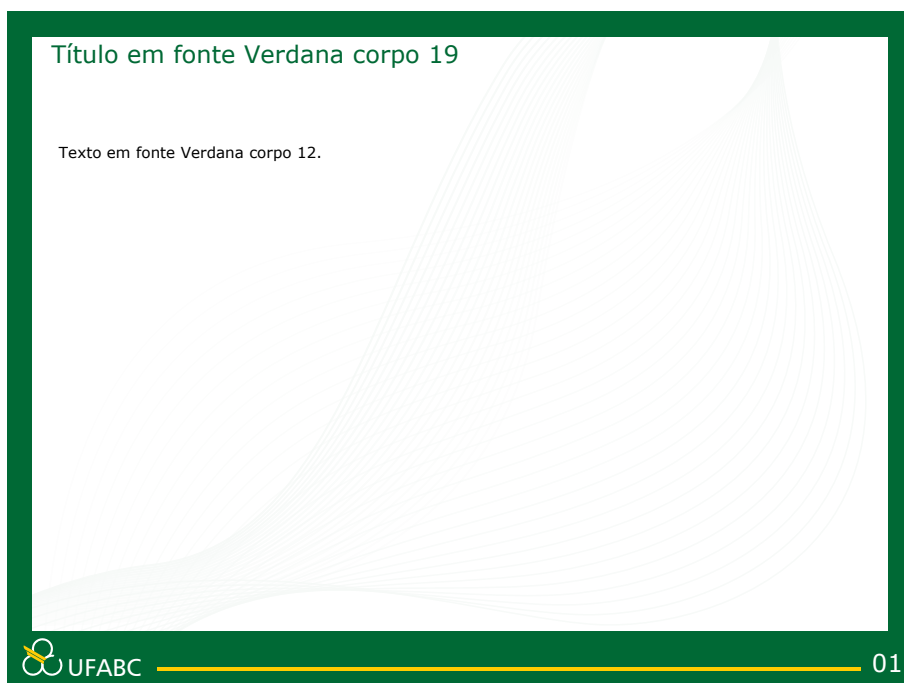 Título em fonte Verdana corpo 19
Texto em fonte Verdana corpo 12.
UFABC
01